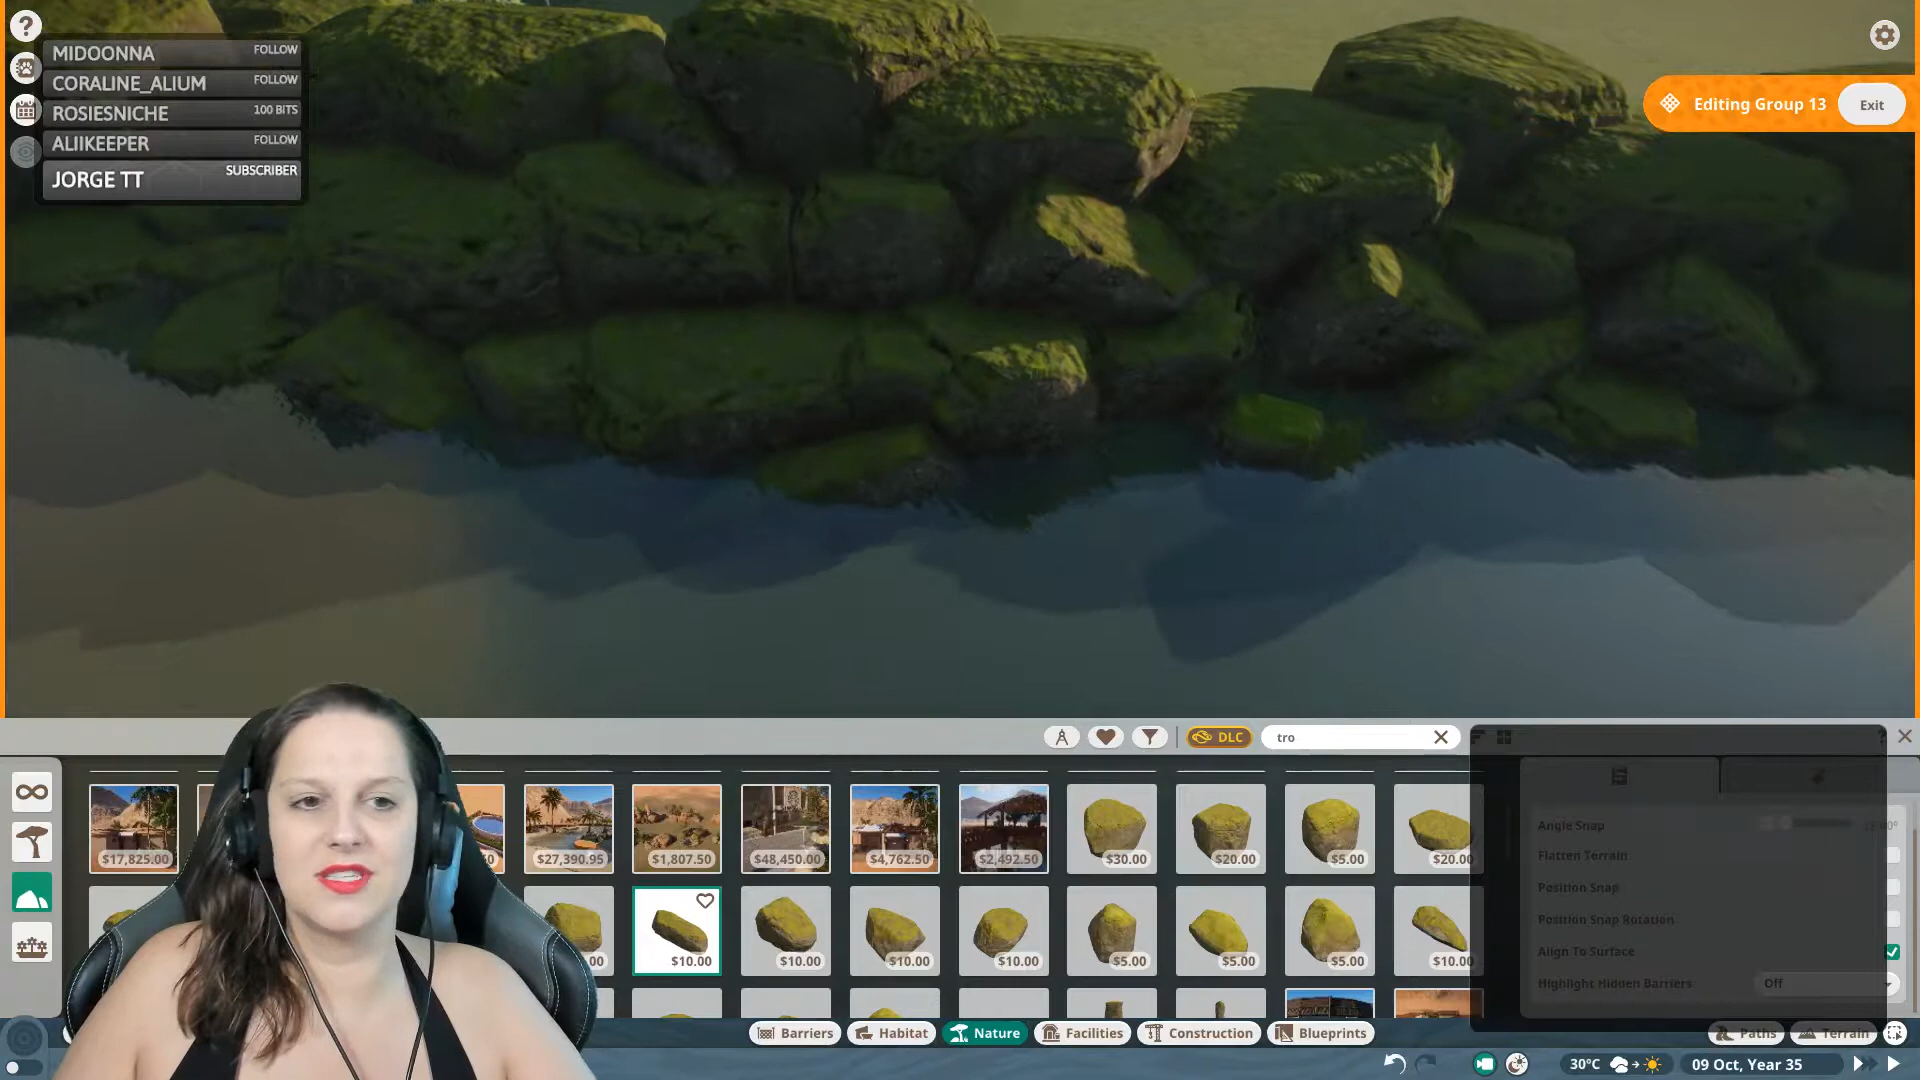 ?
MIDOONNA FOLLOW
CORALINE_ALIUM FOLLOW
ROSIESNICHE 100 BITS
ALIIKEEPER FOLLOW
JORGE TT SUBSCRIBER
Editing Group 13 Exit
DLC tro
$17,825.00 $27,390.95 $1,807.50 $48,450.00 $4,762.50 $2,492.50 $30.00 $20.00 $5.00 $20.00
$10.00 $10.00 $10.00 $10.00 $5.00 $5.00 $5.00 $10.00
Angle Snap
Flatten Terrain
Position Snap
Position Snap Rotation
Align To Surface
Highlight Hidden Barriers Off
Barriers Habitat Nature Facilities Construction Blueprints Paths Terrain
30°C 09 Oct, Year 35